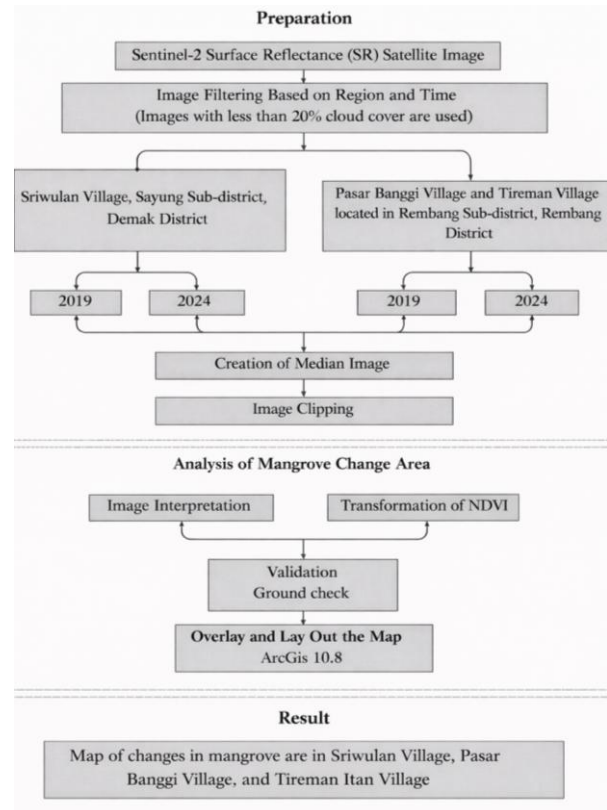 Preparation
Sentinel-2 Surface Reflectance (SR) Satellite Image
Image Filtering Based on Region and Time
(Images with less than 20% cloud cover are used)
Sriwulan Village, Sayung Sub-district,
Demak District
Pasar Banggi Village and Tireman Village
located in Rembang Sub-district, Rembang
District
2019
2024
2019
2024
Creation of Median Image
Image Clipping
Analysis of Mangrove Change Area
Image Interpretation
Transformation of NDVI
Validation
Ground check
Overlay and Lay Out the Map
ArcGis 10.8
Result
Map of changes in mangrove are in Sriwulan Village, Pasar
Banggi Village, and Tireman Itan Village